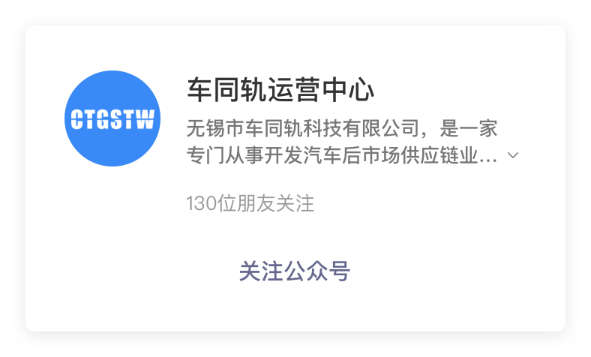 车同轨运营中心
CTGSTW
无锡市车同轨科技有限公司，是一家
专门从事开发汽车后市场供应链业...
130位朋友关注
关注公众号